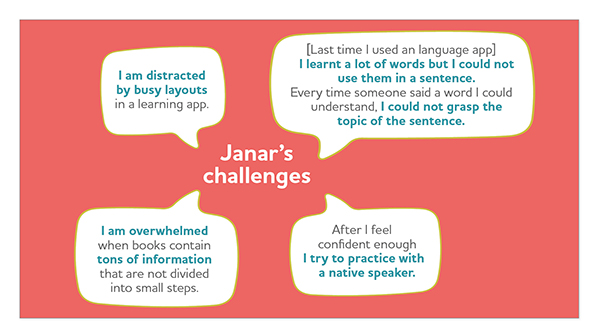 I am distracted
by busy layouts
in a learning app.
[Last time I used an language app]
I learnt a lot of words but I could not
use them in a sentence.
Every time someone said a word I could
understand, I could not grasp the
topic of the sentence.
Janar's
challenges
I am overwhelmed
when books contain
tons of information
that are not divided
into small steps.
After I feel
confident enough
I try to practice with
a native speaker.